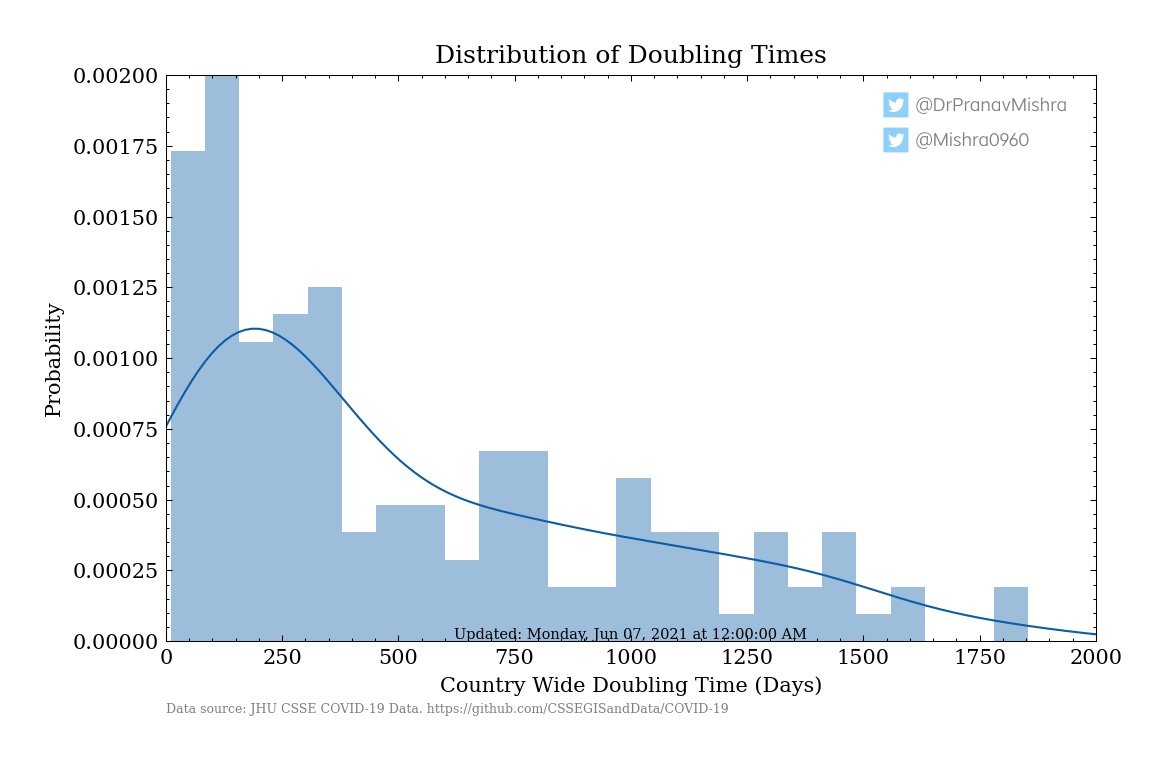 Distribution of Doubling Times
@DrPranavMishra
@Mishra0960
0.00200
0.00175
0.00150
0.00125
0.00100
0.00075
0.00050
0.00025
0.00000
Probability
Updated: Monday, Jun 07, 2021 at 12:00:00 AM
0 250 500 750 1000 1250 1500 1750 2000
Country Wide Doubling Time (Days)
Data source: JHU CSSE COVID-19 Data. https://github.com/CSSEGISandData/COVID-19